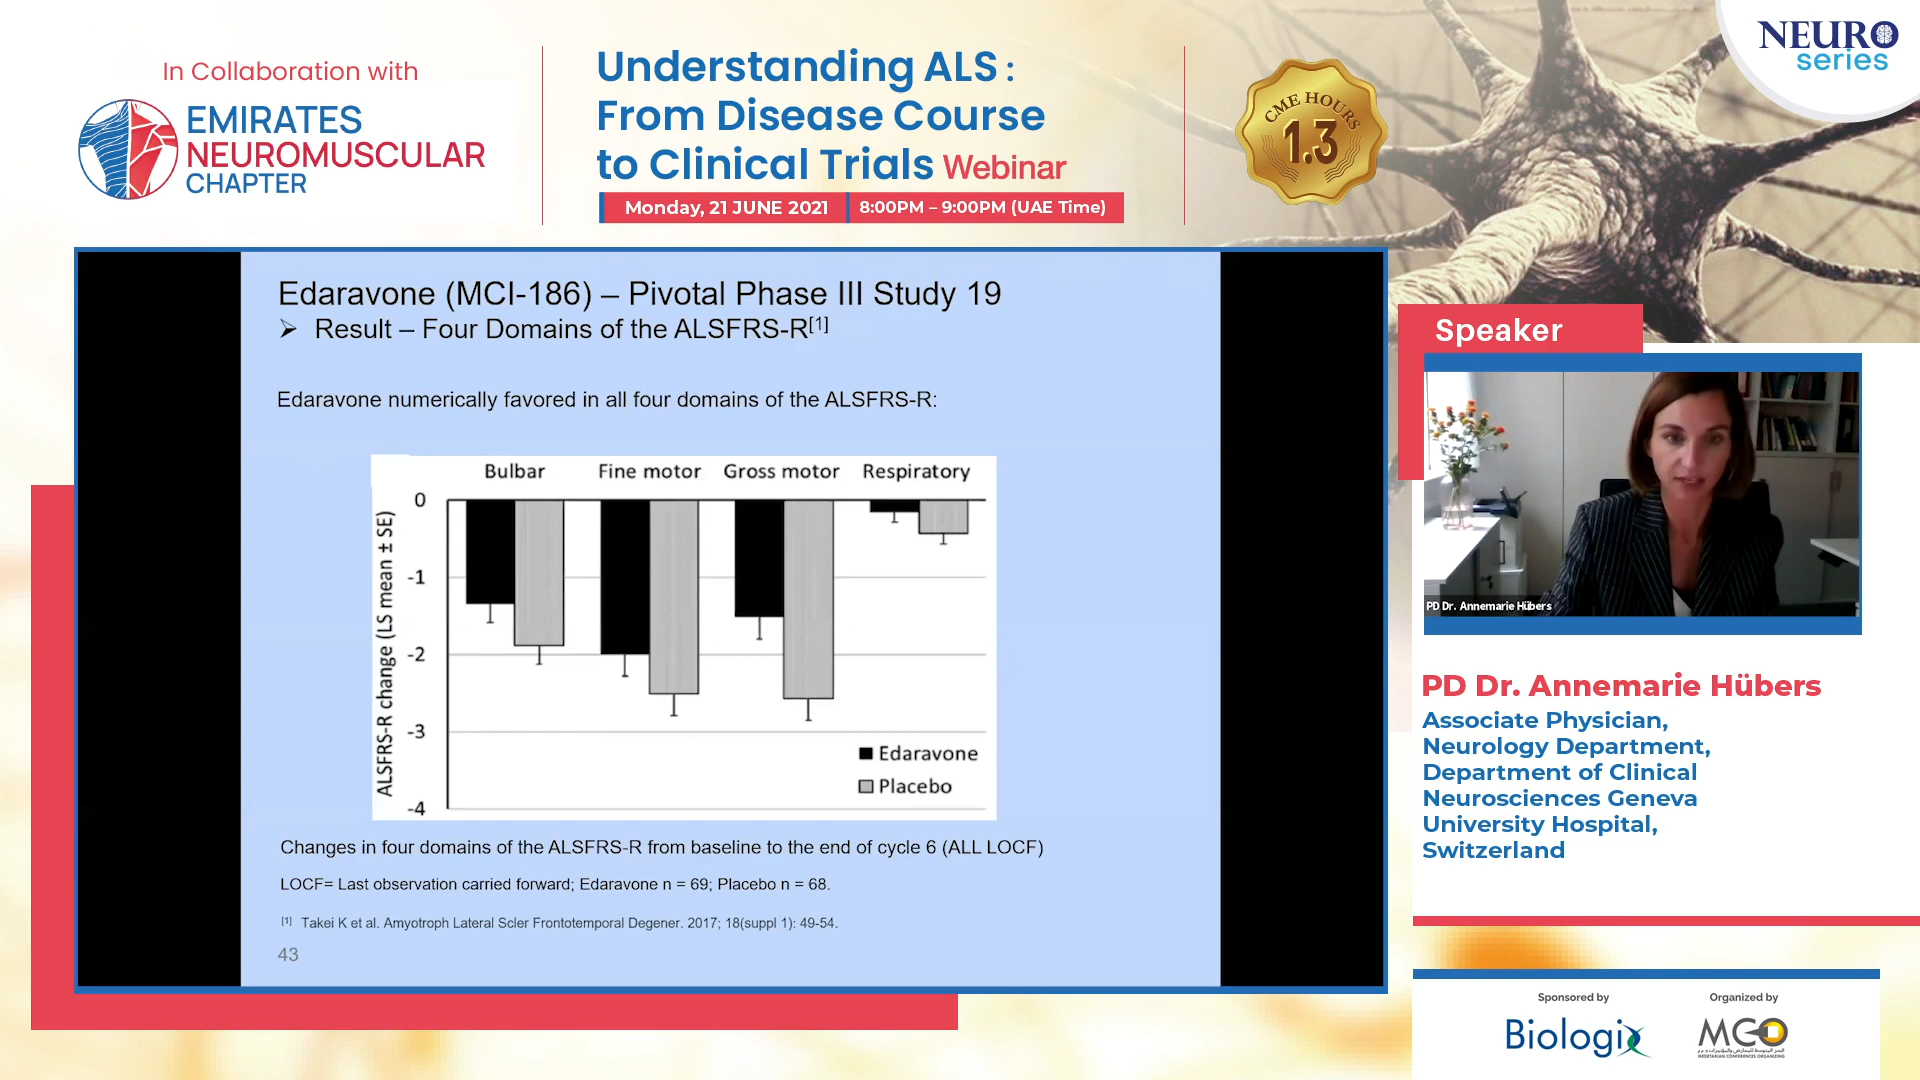 In Collaboration with
EMIRATES
NEUROMUSCULAR
CHAPTER
Understanding ALS :
From Disease Course
to Clinical Trials Webinar
Monday, 21 JUNE 2021
8:00PM – 9:00PM (UAE Time)
CME HOURS
1.3
NEURO
series
Edaravone (MCI-186) – Pivotal Phase III Study 19
➢ Result – Four Domains of the ALSFRS-R[1]
Edaravone numerically favored in all four domains of the ALSFRS-R:
Bulbar Fine motor Gross motor Respiratory
ALSFRS-R change (LS mean ± SE)
0
-1
-2
-3
-4
Edaravone
Placebo
Changes in four domains of the ALSFRS-R from baseline to the end of cycle 6 (ALL LOCF)
LOCF= Last observation carried forward; Edaravone n = 69; Placebo n = 68.
[1] Takei K et al. Amyotroph Lateral Scler Frontotemporal Degener. 2017; 18(suppl 1): 49-54.
43
Speaker
PD Dr. Annemarie Hübers
PD Dr. Annemarie Hübers
Associate Physician,
Neurology Department,
Department of Clinical
Neurosciences Geneva
University Hospital,
Switzerland
Sponsored by
Biologix
Organized by
MCO